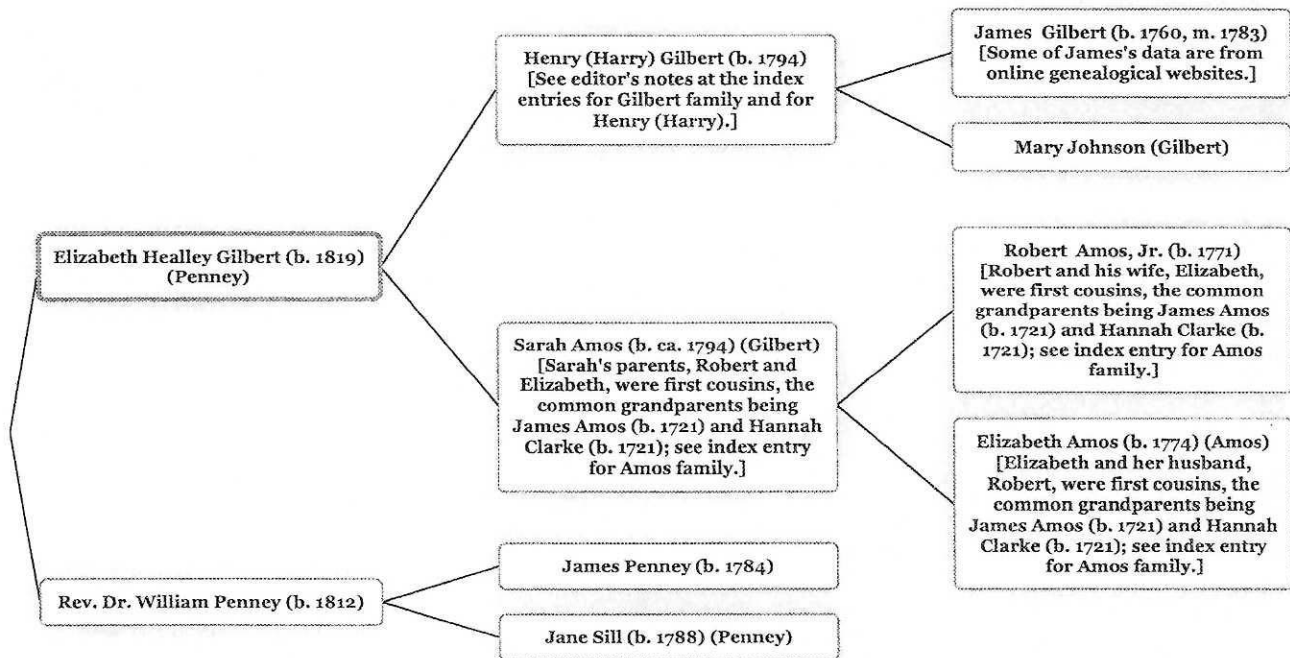 Elizabeth Healley Gilbert (b. 1819)
(Penney)
Henry (Harry) Gilbert (b. 1794)
[See editor's notes at the index
entries for Gilbert family and for
Henry (Harry).]
James Gilbert (b. 1760, m. 1783)
[Some of James's data are from
online genealogical websites.]
Mary Johnson (Gilbert)
Sarah Amos (b. ca. 1794) (Gilbert)
[Sarah's parents, Robert and
Elizabeth, were first cousins, the
common grandparents being
James Amos (b. 1721) and Hannah
Clarke (b. 1721); see index entry
for Amos family.]
Robert Amos, Jr. (b. 1771)
[Robert and his wife, Elizabeth,
were first cousins, the common
grandparents being James Amos
(b. 1721) and Hannah Clarke (b.
1721); see index entry for Amos
family.]
Elizabeth Amos (b. 1774) (Amos)
[Elizabeth and her husband,
Robert, were first cousins, the
common grandparents being
James Amos (b. 1721) and Hannah
Clarke (b. 1721); see index entry
for Amos family.]
Rev. Dr. William Penney (b. 1812)
James Penney (b. 1784)
Jane Sill (b. 1788) (Penney)